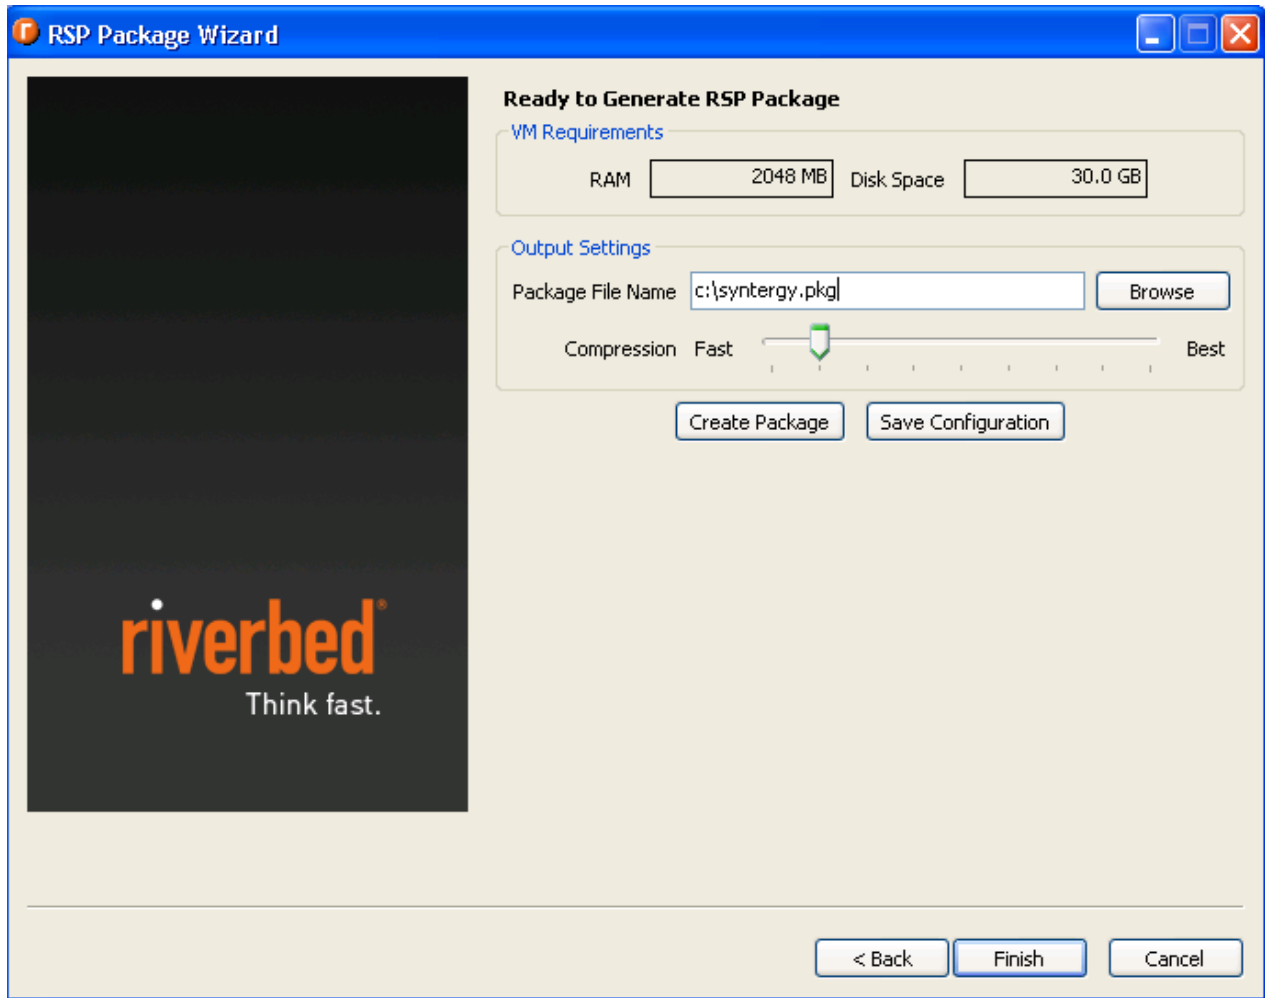 RSP Package Wizard
Ready to Generate RSP Package
VM Requirements
RAM 2048 MB Disk Space 30.0 GB
Output Settings
Package File Name c:\syntergy.pkg Browse
Compression Fast Best
Create Package Save Configuration
riverbed®
Think fast.
< Back Finish Cancel